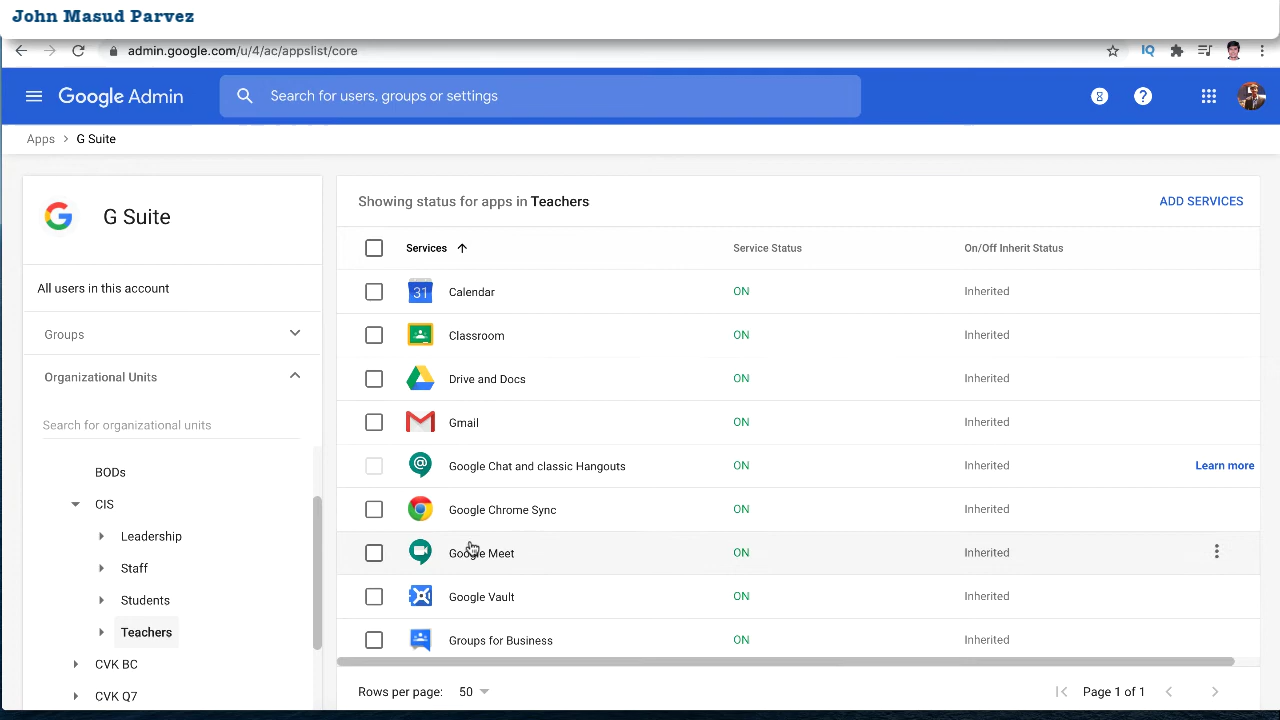 John Masud Parvez
admin.google.com/u/4/ac/appslist/core
IQ
Google Admin
Search for users, groups or settings
Apps > G Suite
G Suite
All users in this account
Groups
Organizational Units
Search for organizational units
BODs
CIS
Leadership
Staff
Students
Teachers
CVK BC
CVK Q7
Showing status for apps in Teachers
ADD SERVICES
Services Service Status On/Off Inherit Status
31 Calendar ON Inherited
Classroom ON Inherited
Drive and Docs ON Inherited
Gmail ON Inherited
Google Chat and classic Hangouts ON Inherited Learn more
Google Chrome Sync ON Inherited
Google Meet ON Inherited
Google Vault ON Inherited
Groups for Business ON Inherited
Rows per page: 50 Page 1 of 1